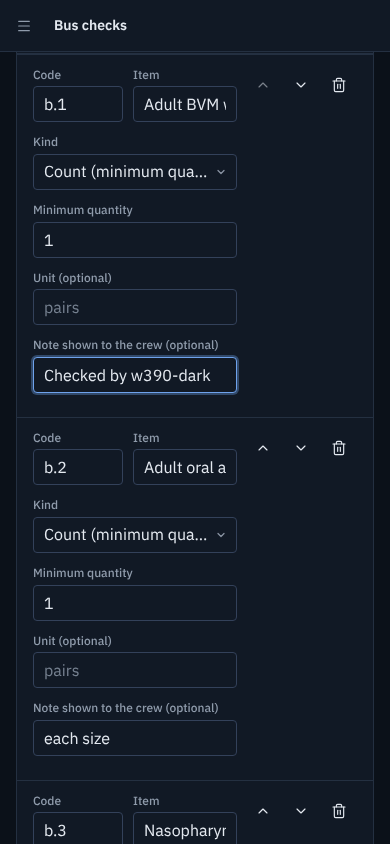 Bus checks
Code Item
b.1 Adult BVM
Kind
Count (minimum qua...
Minimum quantity
1
Unit (optional)
pairs
Note shown to the crew (optional)
Checked by w390-dark
Code Item
b.2 Adult oral a
Kind
Count (minimum qua...
Minimum quantity
1
Unit (optional)
pairs
Note shown to the crew (optional)
each size
Code Item
b.3 Nasophary